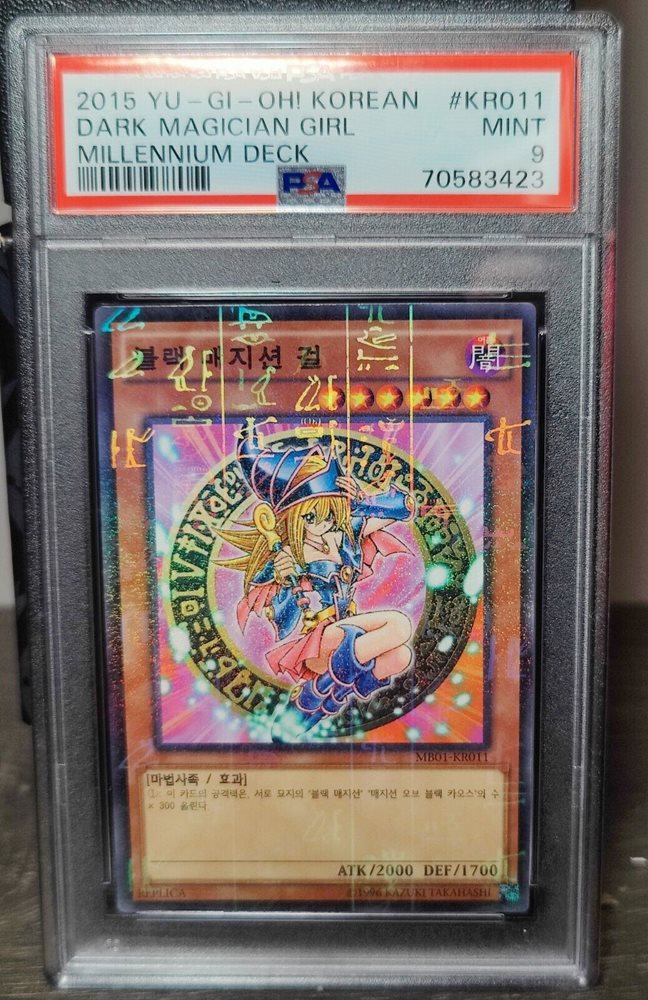 2015 YU-GI-OH! KOREAN #KR011
DARK MAGICIAN GIRL MINT
MILLENNIUM DECK 9
PSA 70583423
블랙 매지션 걸
闇
MB01-KR011
[마법사족 / 효과]
①: 이 카드의 공격력은, 서로 묘지의 '블랙 매지션' '매지션 오브 블랙 카오스'의 수
× 300 올린다.
ATK/2000 DEF/1700
REPLICA ©1996 KAZUKI TAKAHASHI